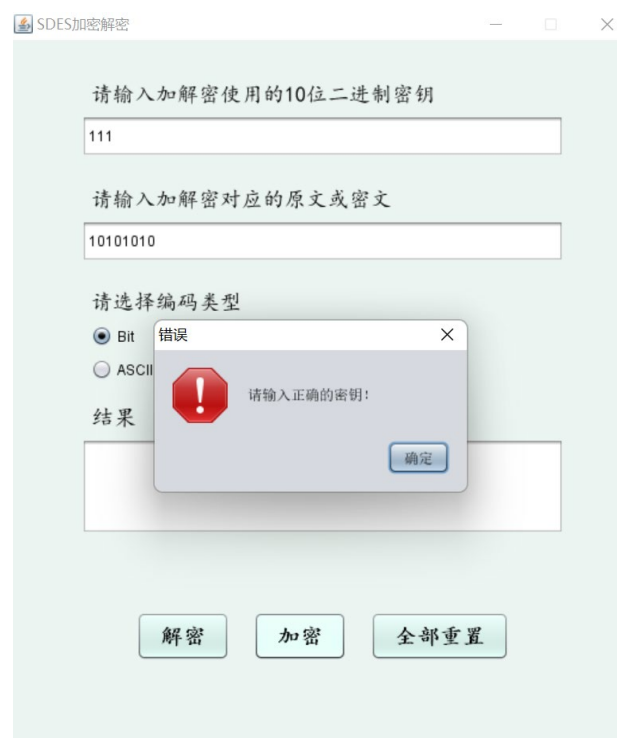 SDES加密解密
请输入加解密使用的10位二进制密钥
111
请输入加解密对应的原文或密文
10101010
请选择编码类型
Bit
错误
ASCII
请输入正确的密钥！
结果
确定
解密 加密 全部重置